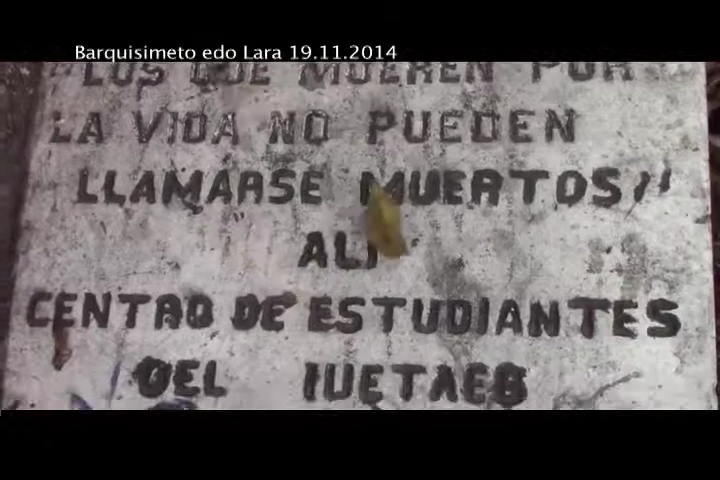 Barquisimeto edo Lara 19.11.2014
"LOS QUE MUEREN POR
LA VIDA NO PUEDEN
LLAMARSE MUERTOS"
ALI
CENTRO DE ESTUDIANTES
DEL IUETAEB